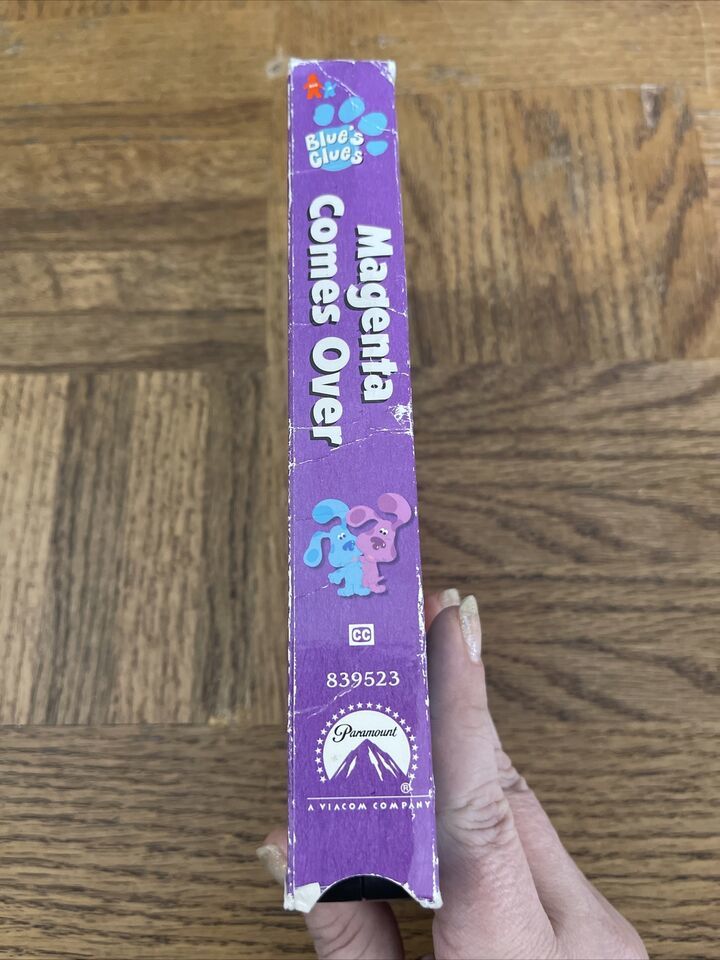 Blue's
Clues
Magenta
Comes Over
CC
839523
Paramount
®
A VIACOM COMPANY